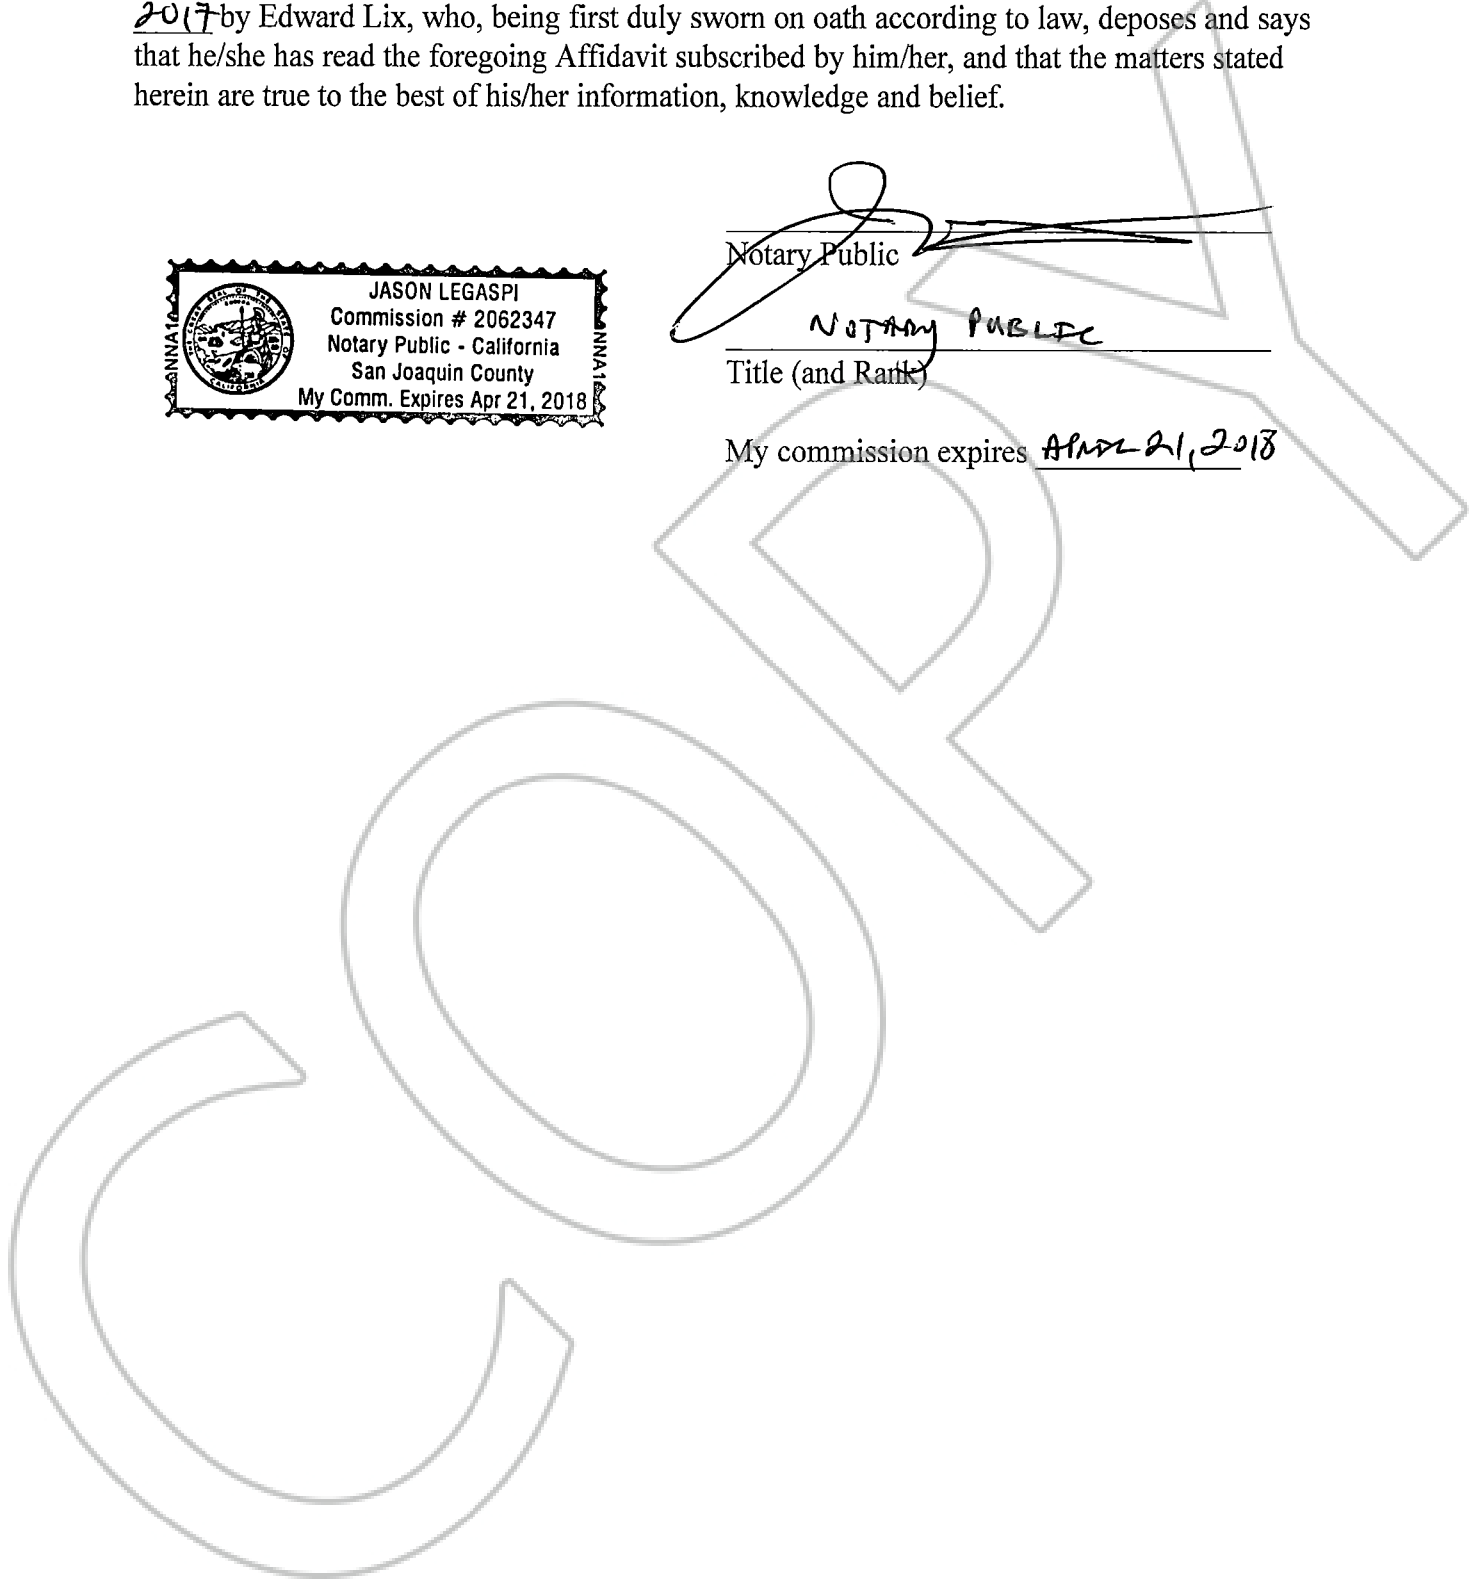 2017 by Edward Lix, who, being first duly sworn on oath according to law, deposes and says
that he/she has read the foregoing Affidavit subscribed by him/her, and that the matters stated
herein are true to the best of his/her information, knowledge and belief.
Notary Public
JASON LEGASPI
Commission # 2062347
Notary Public - California
San Joaquin County
My Comm. Expires Apr 21, 2018
NNA1
NNA1
NOTARY PUBLIC
Title (and Rank)
My commission expires APRIL 21, 2018
COPY